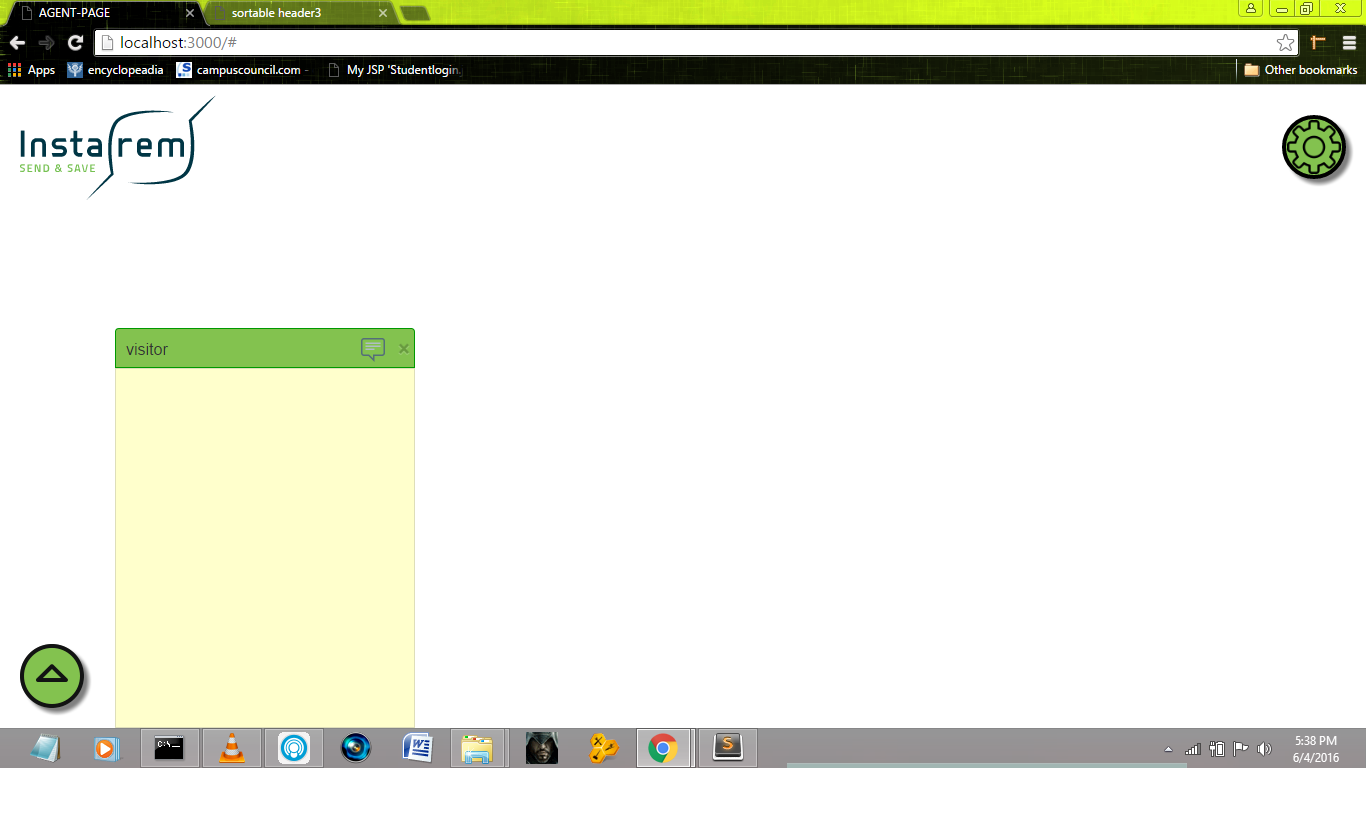 AGENT-PAGE
sortable header3
localhost:3000/#
Apps
encyclopeadia
campuscouncil.com -
My JSP 'Studentlogin.
Other bookmarks
Instarem
SEND & SAVE
visitor
C:\_
W
S
5:38 PM
6/4/2016